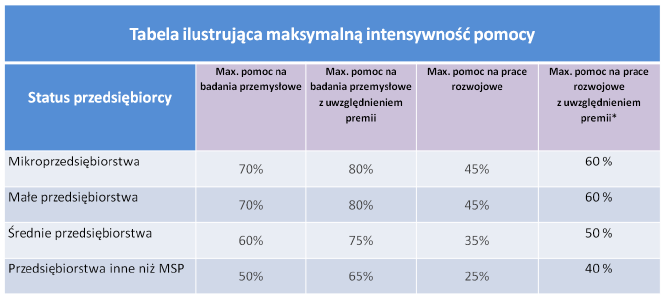 Tabela ilustrująca maksymalną intensywność pomocy
Status przedsiębiorcy
Max. pomoc na
badania przemysłowe
Max. pomoc na
badania przemysłowe
z uwzględnieniem
premii
Max. pomoc na prace
rozwojowe
Max. pomoc na prace
rozwojowe
z uwzględnieniem
premii*
Mikroprzedsiębiorstwa 70% 80% 45% 60 %
Małe przedsiębiorstwa 70% 80% 45% 60 %
Średnie przedsiębiorstwa 60% 75% 35% 50 %
Przedsiębiorstwa inne niż MSP 50% 65% 25% 40 %